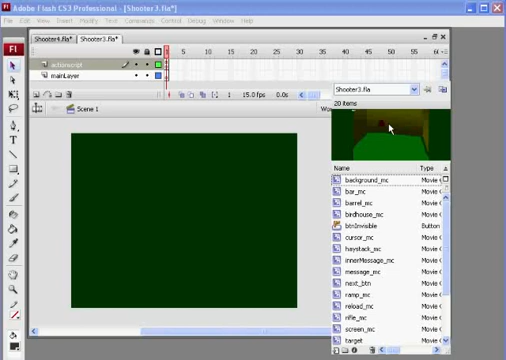 Adobe Flash CS3 Professional - [Shooter3.fla*]
File Edit View Insert Modify Text Commands Control Debug Window Help
Shooter4.fla* Shooter3.fla*
5 10 15 20 25 30 35 40 45 50 55
actionscript
mainLayer
1 15.0 fps 0.0s
Scene 1
Shooter3.fla
20 items
Name Type
background_mc Movie
bar_mc Movie
barrel_mc Movie
birdhouse_mc Movie
btnInvisible Button
cursor_mc Movie
haystack_mc Movie
innerMessage_mc Movie
message_mc Movie
next_btn Movie
ramp_mc Movie
reload_mc Movie
rifle_mc Movie
screen_mc Movie
target Movie